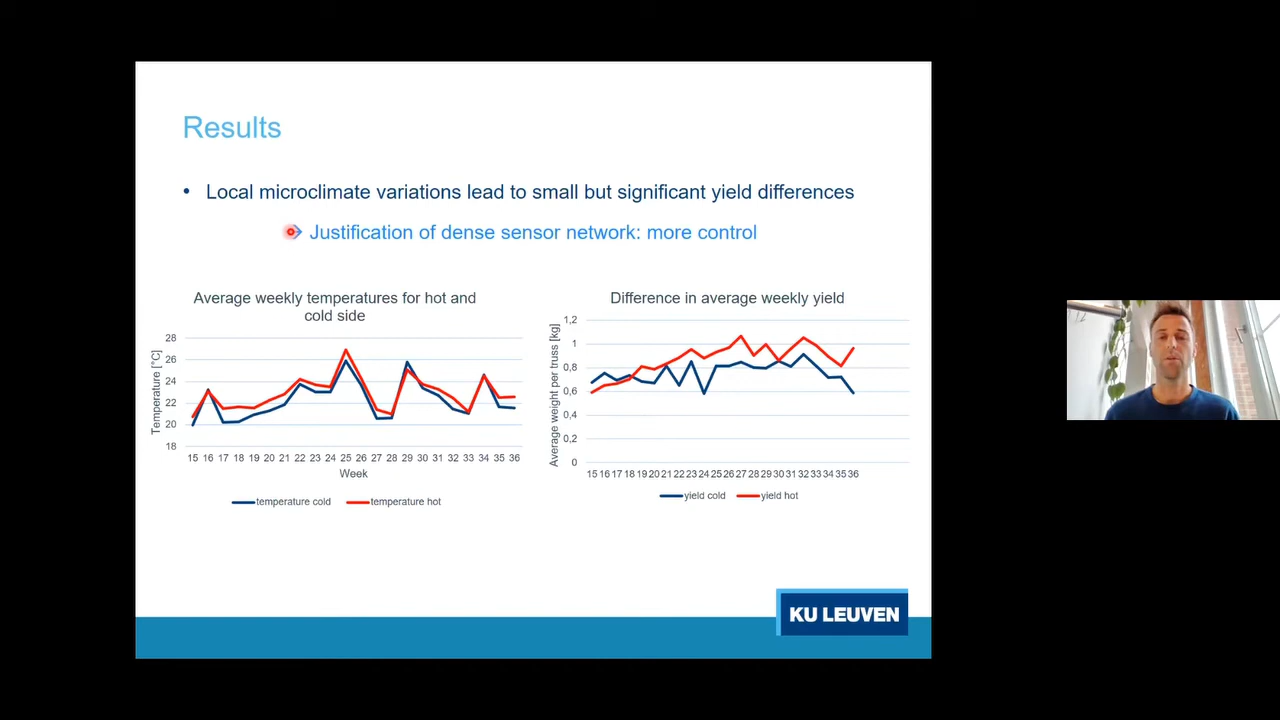 Results
• Local microclimate variations lead to small but significant yield differences
Justification of dense sensor network: more control
Average weekly temperatures for hot and
cold side
Temperature [°C]
28
26
24
22
20
18
15 16 17 18 19 20 21 22 23 24 25 26 27 28 29 30 31 32 33 34 35 36
Week
temperature cold temperature hot
Difference in average weekly yield
Average weight per truss [kg]
1,2
1
0,8
0,6
0,4
0,2
0
15 16 17 18 19 20 21 22 23 24 25 26 27 28 29 30 31 32 33 34 35 36
yield cold yield hot
KU LEUVEN